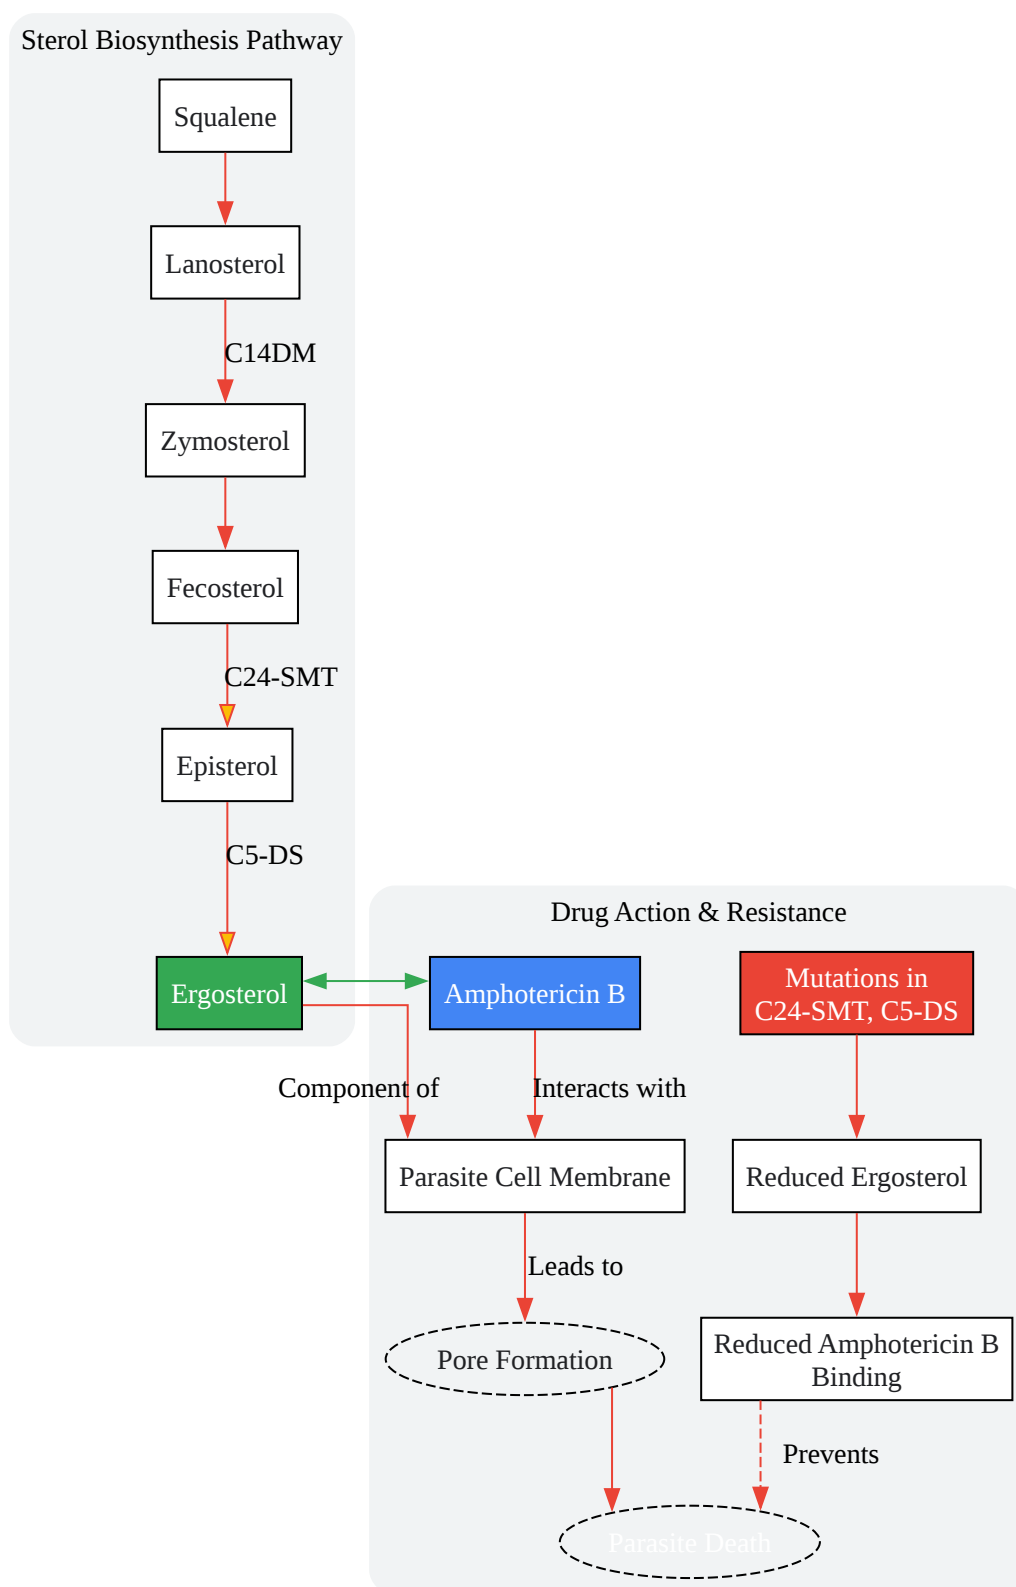 Sterol Biosynthesis Pathway
Squalene
Lanosterol
C14DM
Zymosterol
Fecosterol
C24-SMT
Episterol
C5-DS
Ergosterol
Drug Action & Resistance
Amphotericin B
Mutations in
C24-SMT, C5-DS
Component of
Interacts with
Parasite Cell Membrane
Reduced Ergosterol
Leads to
Pore Formation
Reduced Amphotericin B
Binding
Prevents
Parasite Death